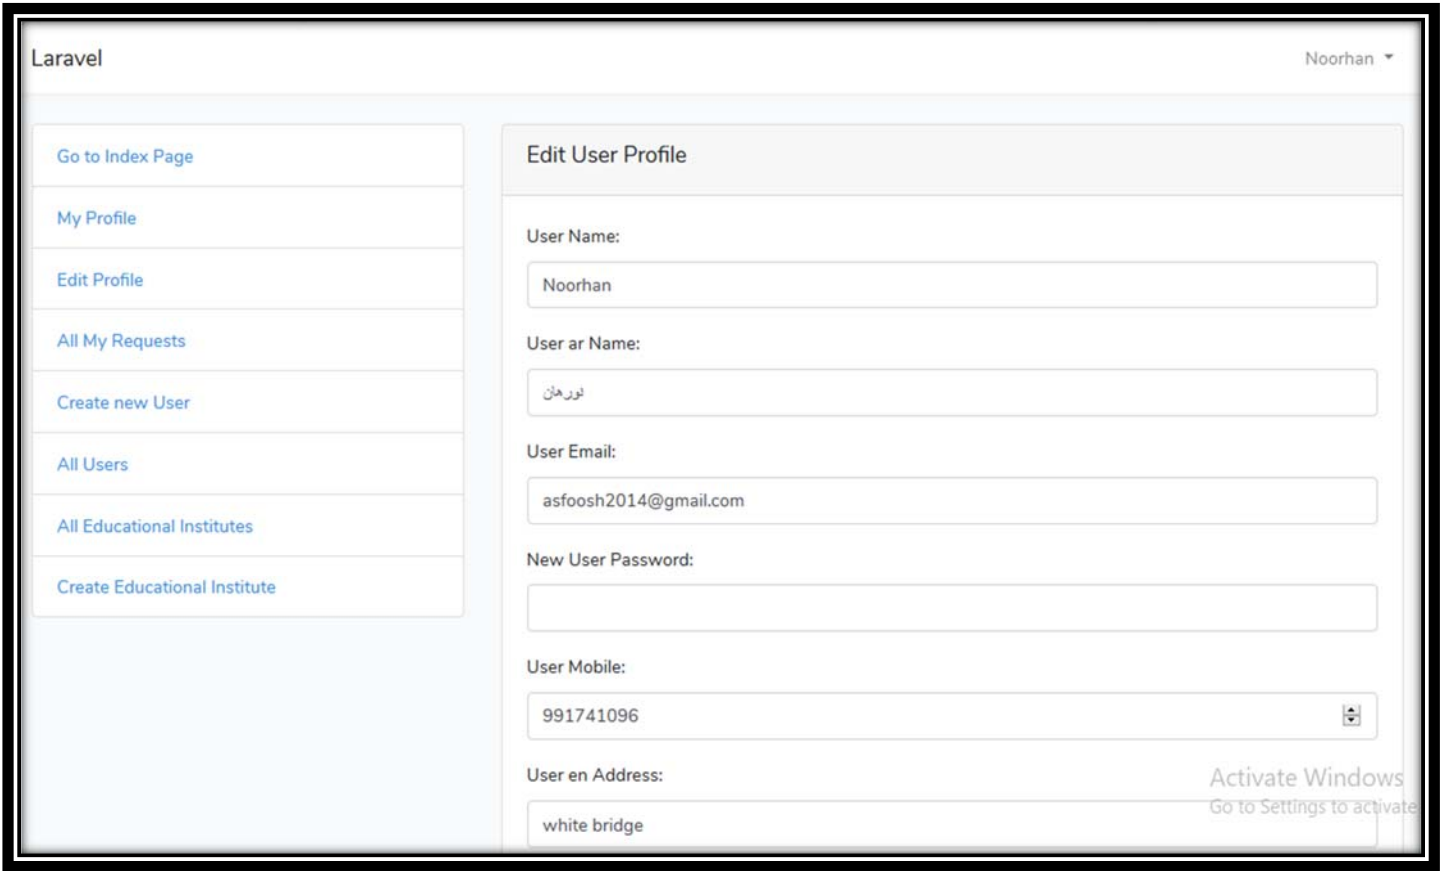 Laravel
Noorhan
Go to Index Page
My Profile
Edit Profile
All My Requests
Create new User
All Users
All Educational Institutes
Create Educational Institute
Edit User Profile
User Name:
Noorhan
User ar Name:
نورهان
User Email:
asfoosh2014@gmail.com
New User Password:
User Mobile:
991741096
User en Address:
white bridge
Activate Windows
Go to Settings to activate